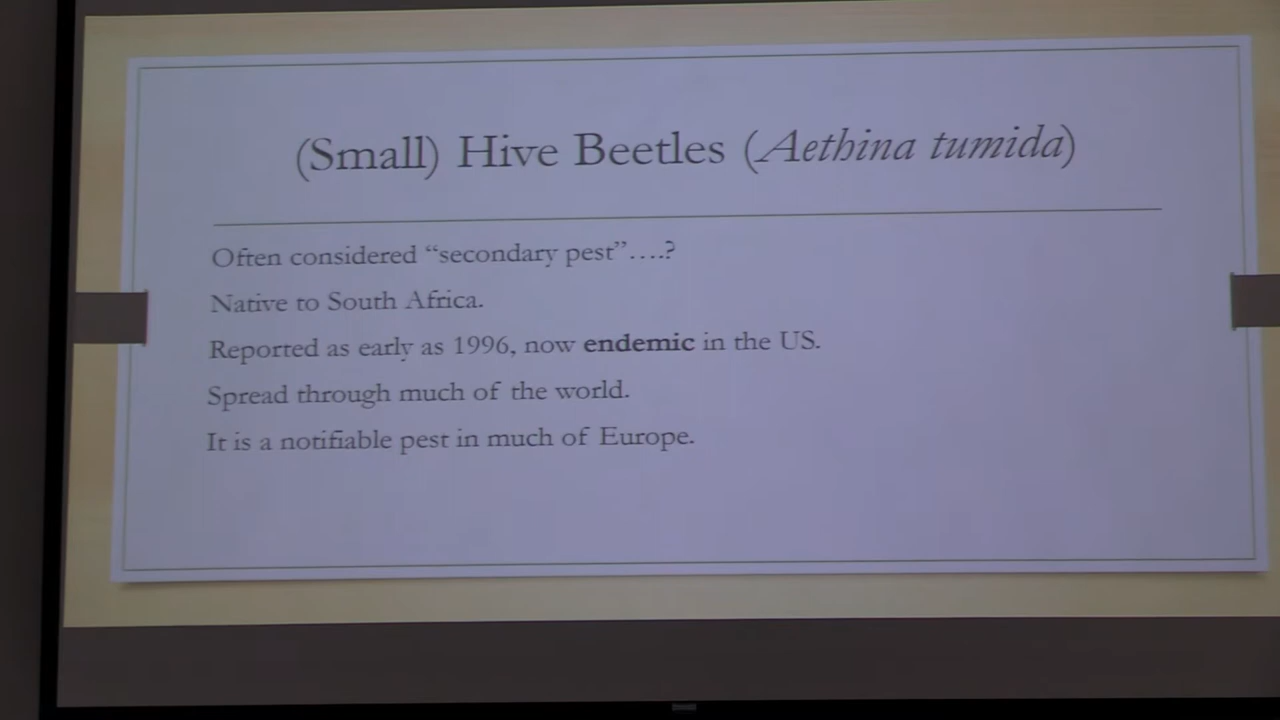 (Small) Hive Beetles (Aethina tumida)
Often considered “secondary pest”….?
Native to South Africa.
Reported as early as 1996, now endemic in the US.
Spread through much of the world.
It is a notifiable pest in much of Europe.